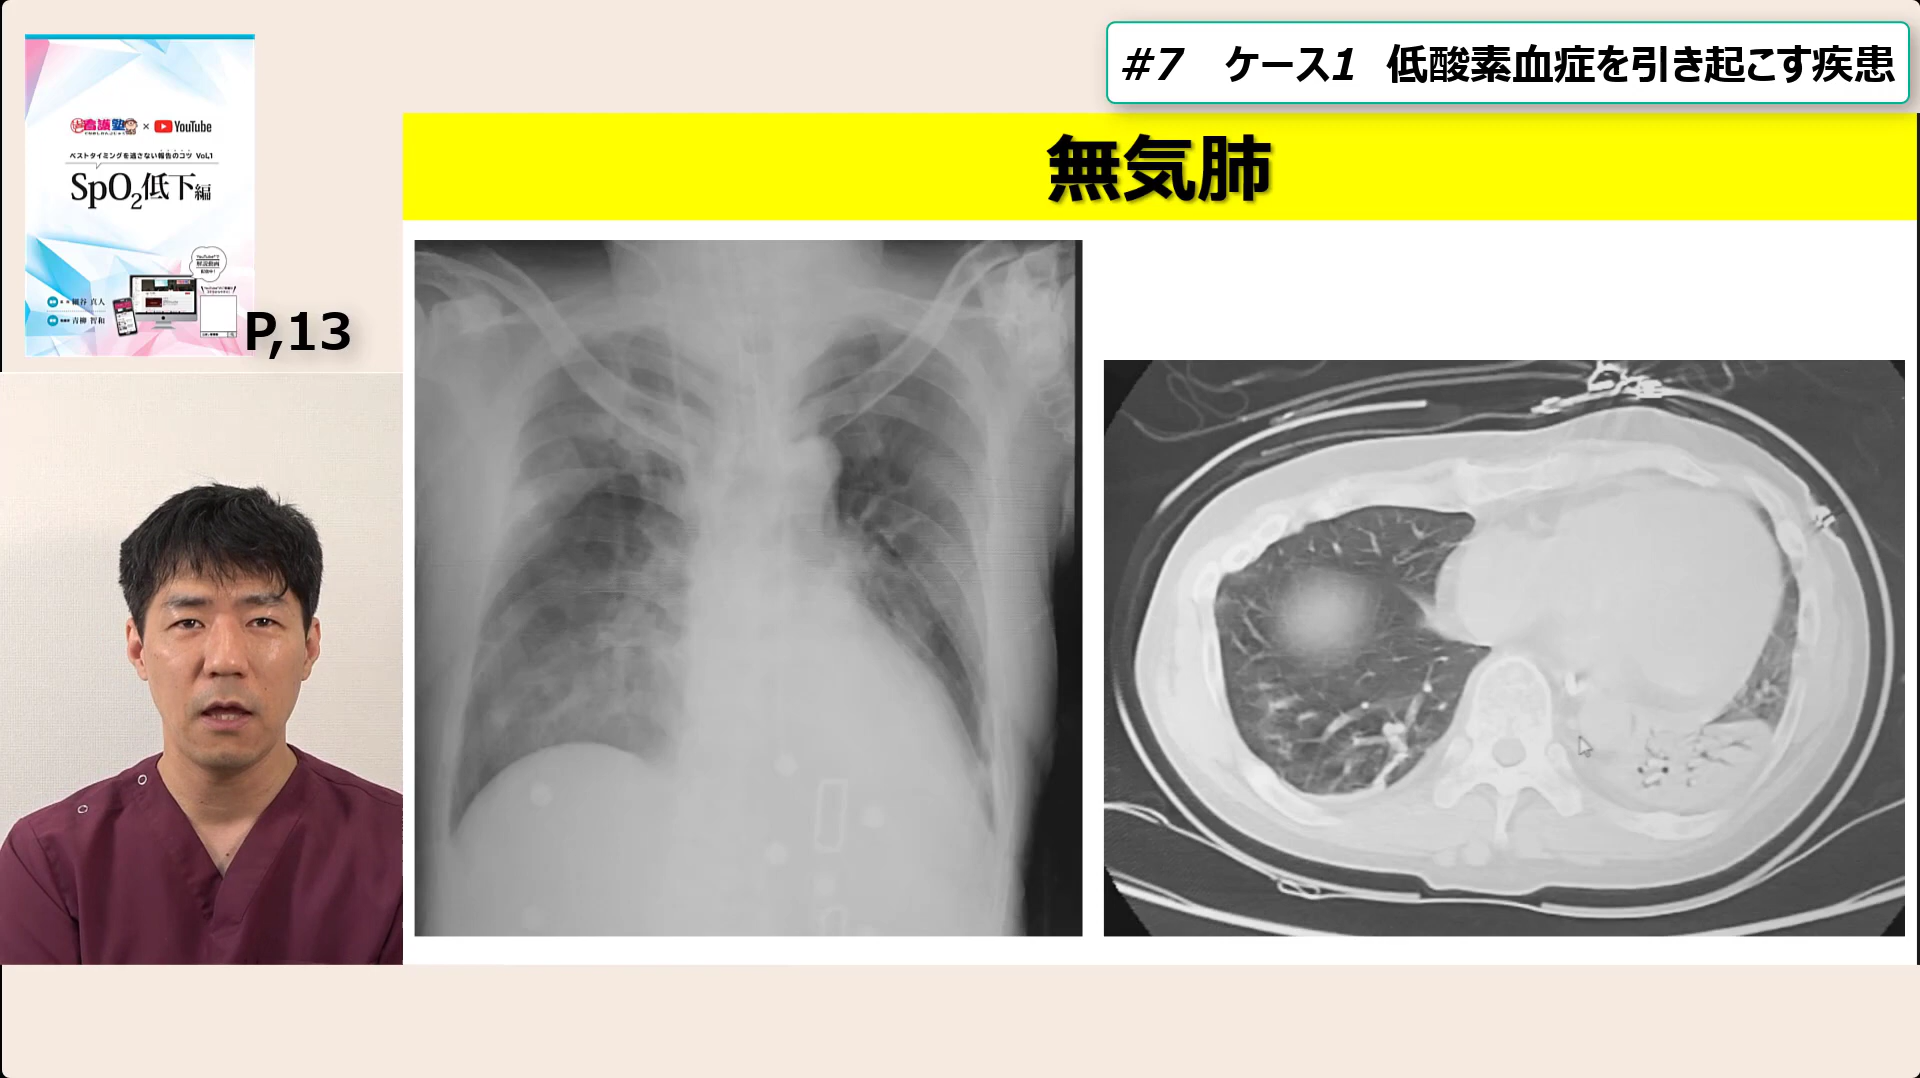 #7 ケース1 低酸素血症を引き起こす疾患
看護塾 × YouTube
ベストタイミングを逃さない報告のコツ Vol,1
SpO₂低下編
P,13
無気肺